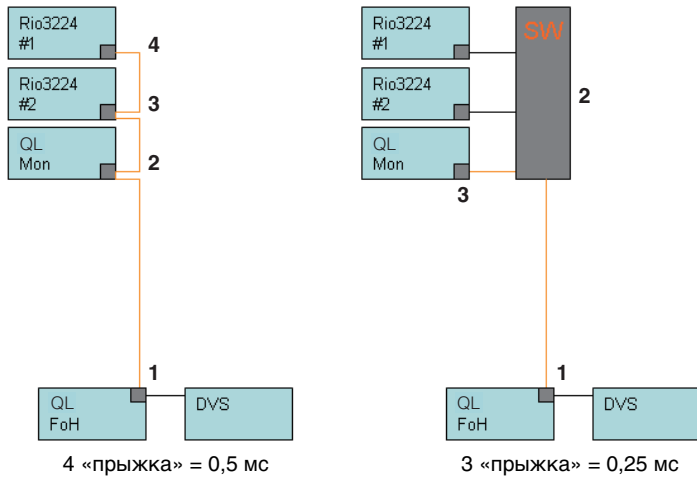 Rio3224
#1
4
Rio3224
#2
3
QL
Mon
2
1
QL
FoH
DVS
4 «прыжка» = 0,5 мс
Rio3224
#1
SW
Rio3224
#2
2
QL
Mon
3
1
QL
FoH
DVS
3 «прыжка» = 0,25 мс